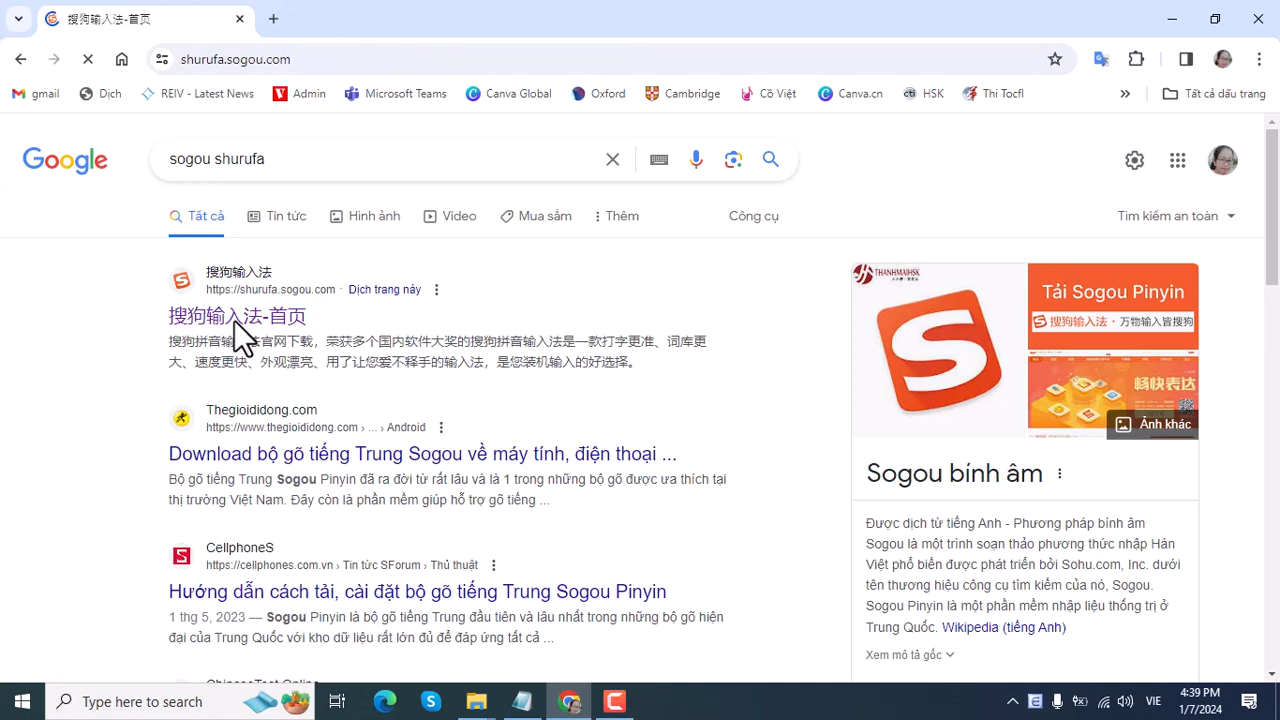 搜狗输入法-首页
shurufa.sogou.com
gmail
Dịch
REIV - Latest News
Admin
Microsoft Teams
Canva Global
Oxford
Cambridge
Cô Việt
Canva.cn
HSK
Thi Tocfl
»
Tất cả dấu trang
Google
sogou shurufa
Tất cả
Tin tức
Hình ảnh
Video
Mua sắm
Thêm
Công cụ
Tìm kiếm an toàn
搜狗输入法
https://shurufa.sogou.com · Dịch trang này
搜狗输入法-首页
搜狗拼音输入法官网下载，荣获多个国内软件大奖的搜狗拼音输入法是一款打字更准、词库更
大、速度更快、外观漂亮、用了让您爱不释手的输入法，是您装机输入的好选择。
Thegioididong.com
https://www.thegioididong.com › ... › Android
Download bộ gõ tiếng Trung Sogou về máy tính, điện thoại ...
Bộ gõ tiếng Trung Sogou Pinyin đã ra đời từ rất lâu và là 1 trong những bộ gõ được ưa thích tại
thị trường Việt Nam. Đây còn là phần mềm giúp hỗ trợ gõ tiếng ...
CellphoneS
https://cellphones.com.vn › Tin tức SForum › Thủ thuật
Hướng dẫn cách tải, cài đặt bộ gõ tiếng Trung Sogou Pinyin
1 thg 5, 2023 — Sogou Pinyin là bộ gõ tiếng Trung đầu tiên và lâu nhất trong những bộ gõ hiện
đại của Trung Quốc với kho dữ liệu rất lớn đủ để đáp ứng tất cả ...
THANHMAIHSK
Tải Sogou Pinyin
搜狗输入法 · 万物输入皆搜狗
畅快表达
Ảnh khác
Sogou bính âm
Được dịch từ tiếng Anh - Phương pháp bính âm
Sogou là một trình soạn thảo phương thức nhập Hán
Việt phổ biến được phát triển bởi Sohu.com, Inc. dưới
tên thương hiệu công cụ tìm kiếm của nó, Sogou.
Sogou Pinyin là một phần mềm nhập liệu thống trị ở
Trung Quốc. Wikipedia (tiếng Anh)
Xem mô tả gốc
Type here to search
VIE
4:39 PM
1/7/2024